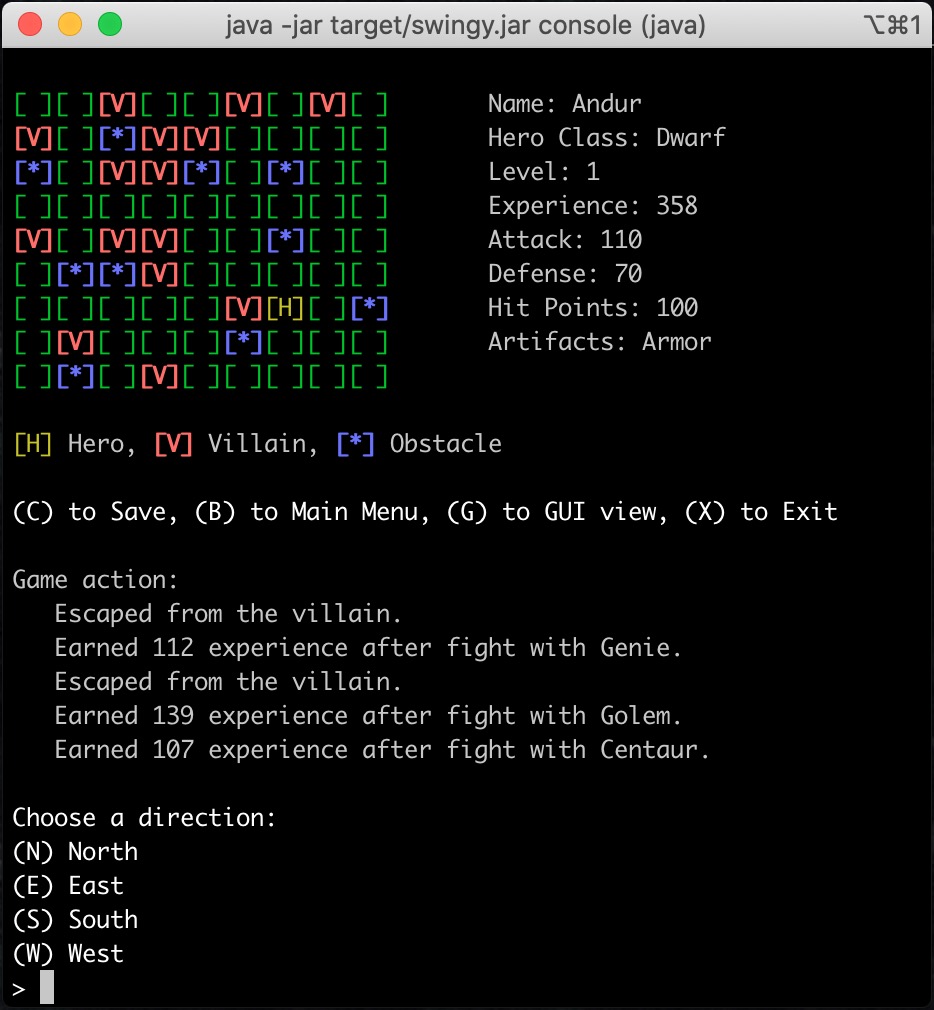 java -jar target/swingy.jar console (java) ⌥⌘1
[ ][ ][V][ ][ ][V][ ][V][ ] Name: Andur
[V][ ][*][V][V][ ][ ][ ][ ] Hero Class: Dwarf
[*][ ][V][V][*][ ][*][ ][ ] Level: 1
[ ][ ][ ][ ][ ][ ][ ][ ][ ] Experience: 358
[V][ ][V][V][ ][ ][*][ ][ ] Attack: 110
[ ][*][*][V][ ][ ][ ][ ][ ] Defense: 70
[ ][ ][ ][ ][ ][V][H][ ][*] Hit Points: 100
[ ][V][ ][ ][ ][*][ ][ ][ ] Artifacts: Armor
[ ][*][ ][V][ ][ ][ ][ ][ ]
[H] Hero, [V] Villain, [*] Obstacle
(C) to Save, (B) to Main Menu, (G) to GUI view, (X) to Exit
Game action:
Escaped from the villain.
Earned 112 experience after fight with Genie.
Escaped from the villain.
Earned 139 experience after fight with Golem.
Earned 107 experience after fight with Centaur.
Choose a direction:
(N) North
(E) East
(S) South
(W) West
>